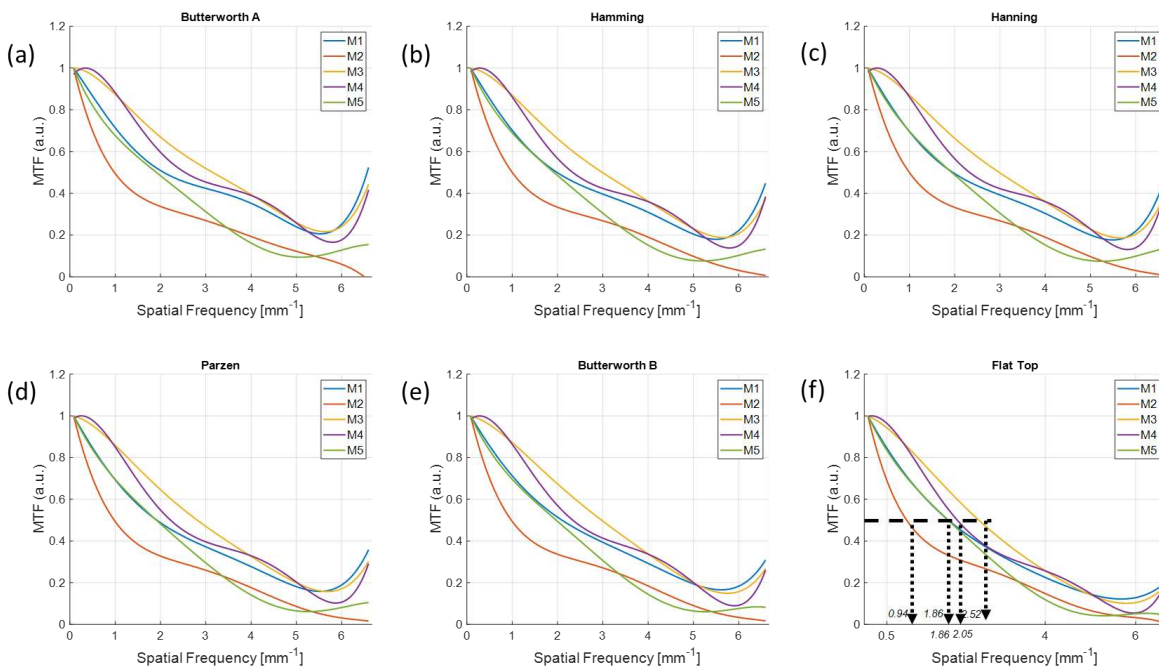 Butterworth A
(a)
1.2
1
0.8
0.6
0.4
0.2
0
MTF (a.u.)
M1
M2
M3
M4
M5
0 1 2 3 4 5 6
Spatial Frequency [mm-1]
Hamming
(b)
1.2
1
0.8
0.6
0.4
0.2
0
MTF (a.u.)
M1
M2
M3
M4
M5
0 1 2 3 4 5 6
Spatial Frequency [mm-1]
Hanning
(c)
1.2
1
0.8
0.6
0.4
0.2
0
MTF (a.u.)
M1
M2
M3
M4
M5
0 1 2 3 4 5 6
Spatial Frequency [mm-1]
Parzen
(d)
1.2
1
0.8
0.6
0.4
0.2
0
MTF (a.u.)
M1
M2
M3
M4
M5
0 1 2 3 4 5 6
Spatial Frequency [mm-1]
Butterworth B
(e)
1.2
1
0.8
0.6
0.4
0.2
0
MTF (a.u.)
M1
M2
M3
M4
M5
0 1 2 3 4 5 6
Spatial Frequency [mm-1]
Flat Top
(f)
1.2
1
0.8
0.6
0.4
0.2
0
MTF (a.u.)
M1
M2
M3
M4
M5
0.94 1.86 2.52
0.5 1.86 2.05 4 6
Spatial Frequency [mm-1]